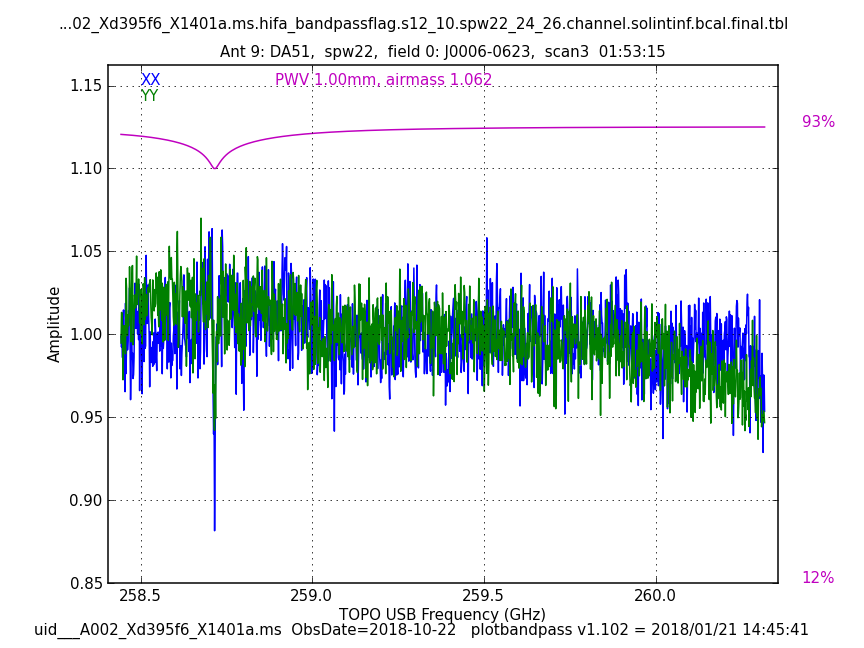 ...02_Xd395f6_X1401a.ms.hifa_bandpassflag.s12_10.spw22_24_26.channel.solintinf.bcal.final.tbl
Ant 9: DA51,  spw22,  field 0: J0006-0623,  scan3  01:53:15
XX
PWV 1.00mm, airmass 1.062
YY
1.15
93%
1.10
1.05
1.00
Amplitude
0.95
0.90
0.85
12%
258.5
259.0
259.5
260.0
TOPO USB Frequency (GHz)
uid___A002_Xd395f6_X1401a.ms  ObsDate=2018-10-22   plotbandpass v1.102 = 2018/01/21 14:45:41